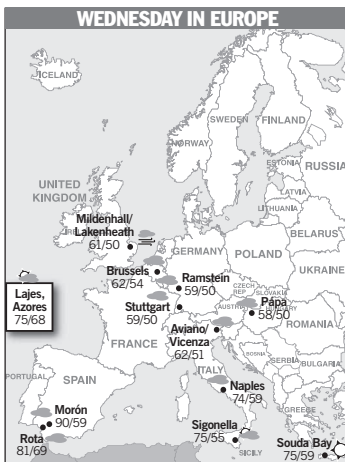 WEDNESDAY IN EUROPE
ICELAND
SWEDEN
FINLAND
NORWAY
ESTONIA
RUSSIA
LATVIA
LITHUANIA
UNITED
KINGDOM
BELARUS
Mildenhall/
Lakenheath
61/50
GERMANY
POLAND
UKRAINE
Brussels
62/54
Ramstein
59/50
CZECH
REP
SLOVAKIA
Lajes,
Azores
75/68
Stuttgart
59/50
Pápa
58/50
ROMANIA
Aviano/
Vicenza
62/51
FRANCE
BOSNIA
SERBIA
BULGARIA
ITALY
PORTUGAL
SPAIN
Naples
74/59
GREECE
Morón
90/59
Sigonella
75/55
Rota
81/69
SICILY
Souda Bay
75/59